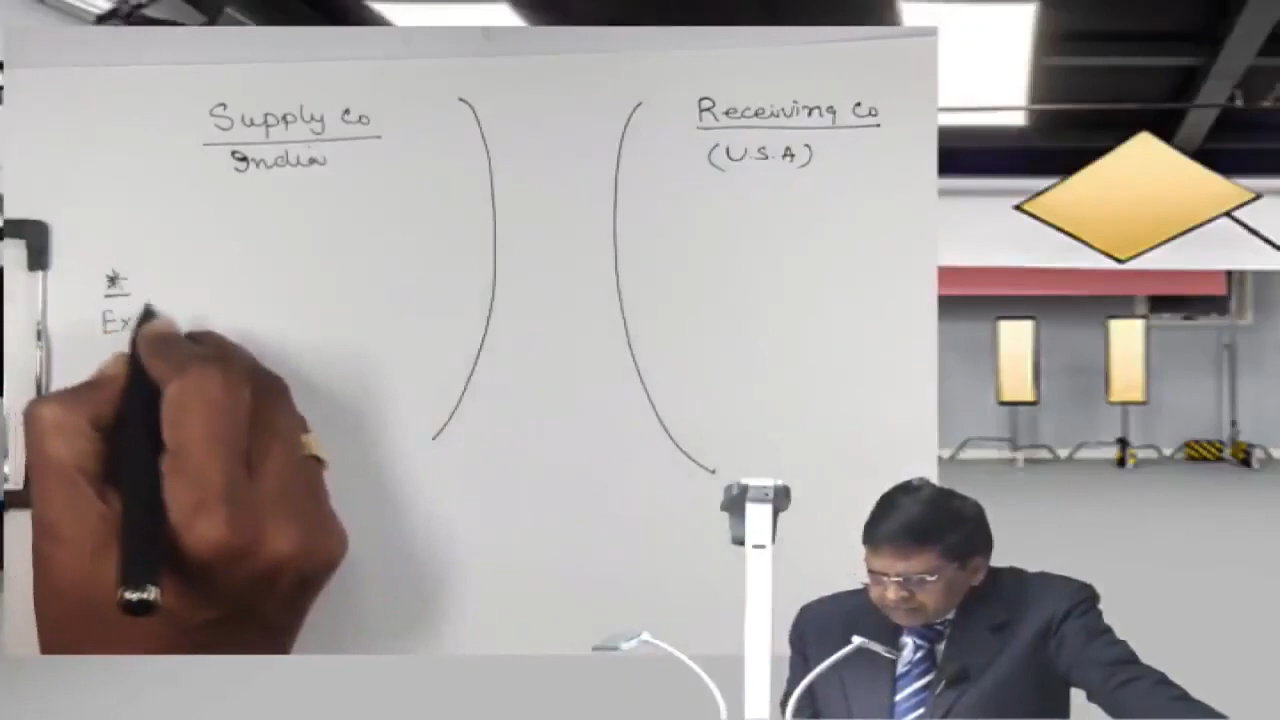 Supply Co
India
Receiving Co
(U.S.A)
*
Ex